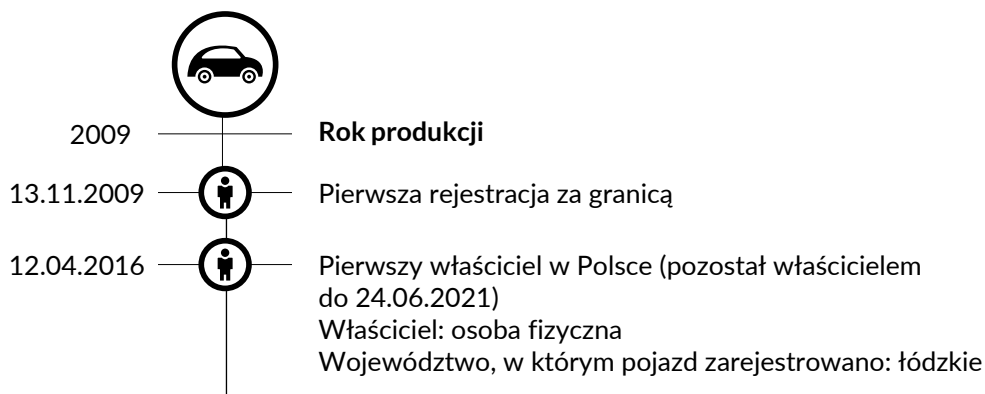 2009 Rok produkcji
13.11.2009 Pierwsza rejestracja za granicą
12.04.2016 Pierwszy właściciel w Polsce (pozostał właścicielem
do 24.06.2021)
Właściciel: osoba fizyczna
Województwo, w którym pojazd zarejestrowano: łódzkie